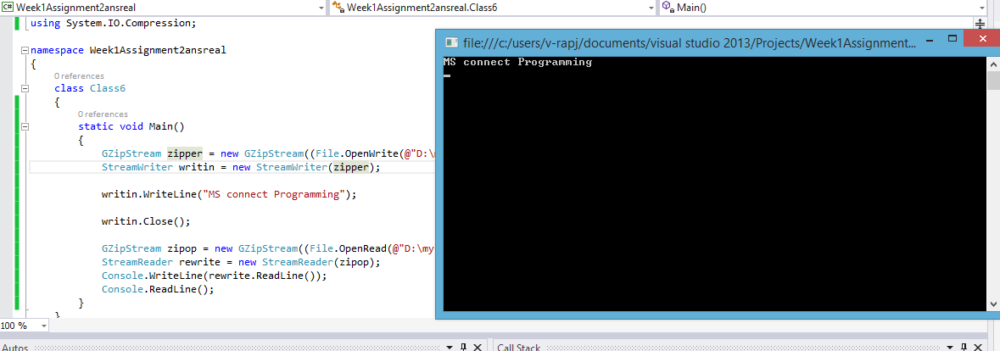 Week1Assignment2ansreal
Week1Assignment2ansreal.Class6
Main()
using System.IO.Compression;
namespace Week1Assignment2ansreal
{
0 references
class Class6
{
0 references
static void Main()
{
GZipStream zipper = new GZipStream((File.OpenWrite(@"D:\
StreamWriter writin = new StreamWriter(zipper);
writin.WriteLine("MS connect Programming");
writin.Close();
GZipStream zipop = new GZipStream((File.OpenRead(@"D:\my
StreamReader rewrite = new StreamReader(zipop);
Console.WriteLine(rewrite.ReadLine());
Console.ReadLine();
}
}
100 %
Autos
Call Stack
file:///c:/users/v-rapj/documents/visual studio 2013/Projects/Week1Assignment...
MS connect Programming